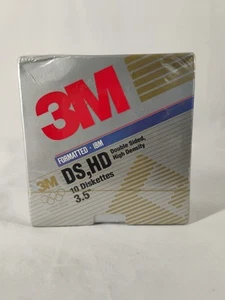 3M
FORMATTED - IBM
3M
DS,HD
Double Sided,
High Density
10 Diskettes
3.5"